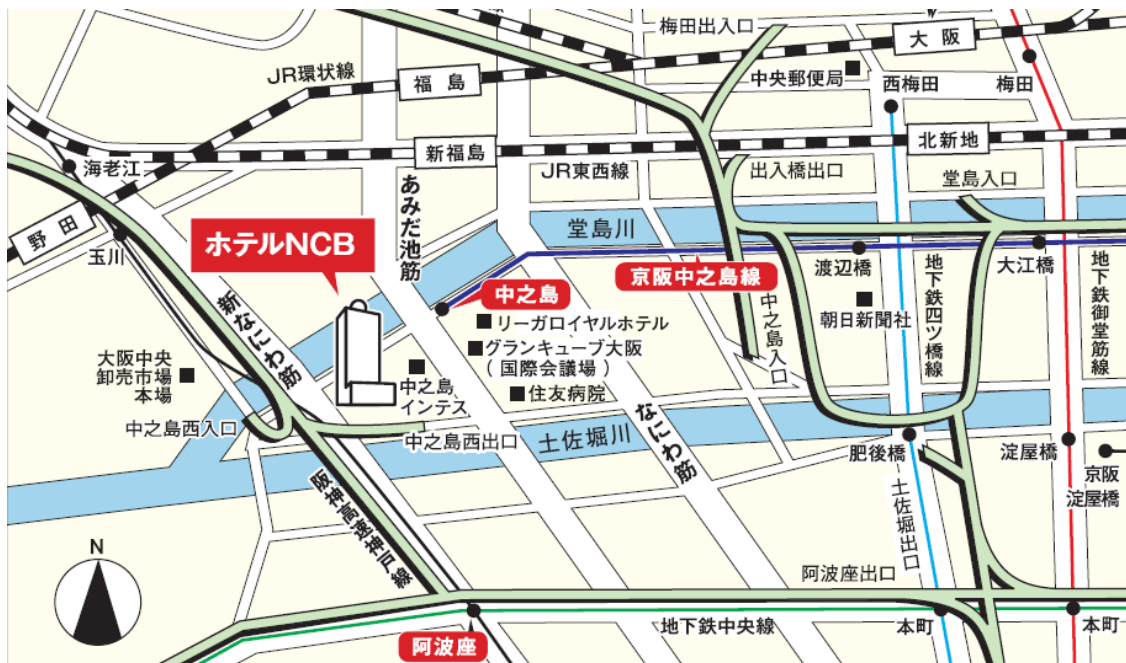 梅田出入口
大阪
JR環状線
福島
中央郵便局
西梅田
梅田
海老江
新福島
JR東西線
北新地
出入橋出口
堂島入口
野田
玉川
ホテルNCB
あみだ池筋
堂島川
京阪中之島線
渡辺橋
大江橋
中之島
リーガロイヤルホテル
グランキューブ大阪
(国際会議場)
住友病院
中之島入口
朝日新聞社
地下鉄四ツ橋線
地下鉄御堂筋線
新なにわ筋
大阪中央
卸売市場
本場
中之島
インテス
中之島西入口
中之島西出口
土佐堀川
なにわ筋
肥後橋
淀屋橋
京阪
淀屋橋
阪神高速神戸線
土佐堀出口
N
阿波座出口
阿波座
地下鉄中央線
本町
本町